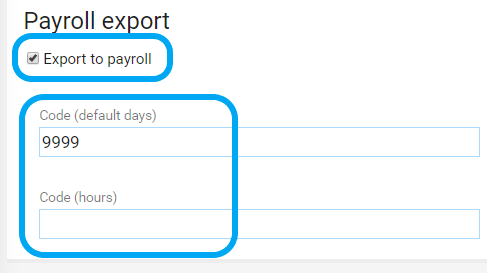 Payroll export
Export to payroll
Code (default days)
9999
Code (hours)